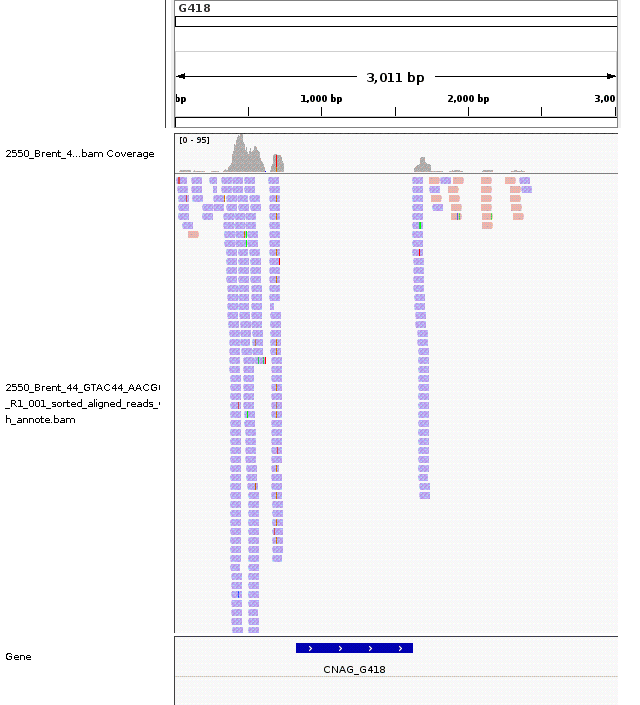 G418
3,011 bp
bp
1,000 bp
2,000 bp
3,00
[0 - 95]
2550_Brent_4...bam Coverage
2550_Brent_44_GTAC44_AACG
_R1_001_sorted_aligned_reads_
h_annote.bam
Gene
CNAG_G418